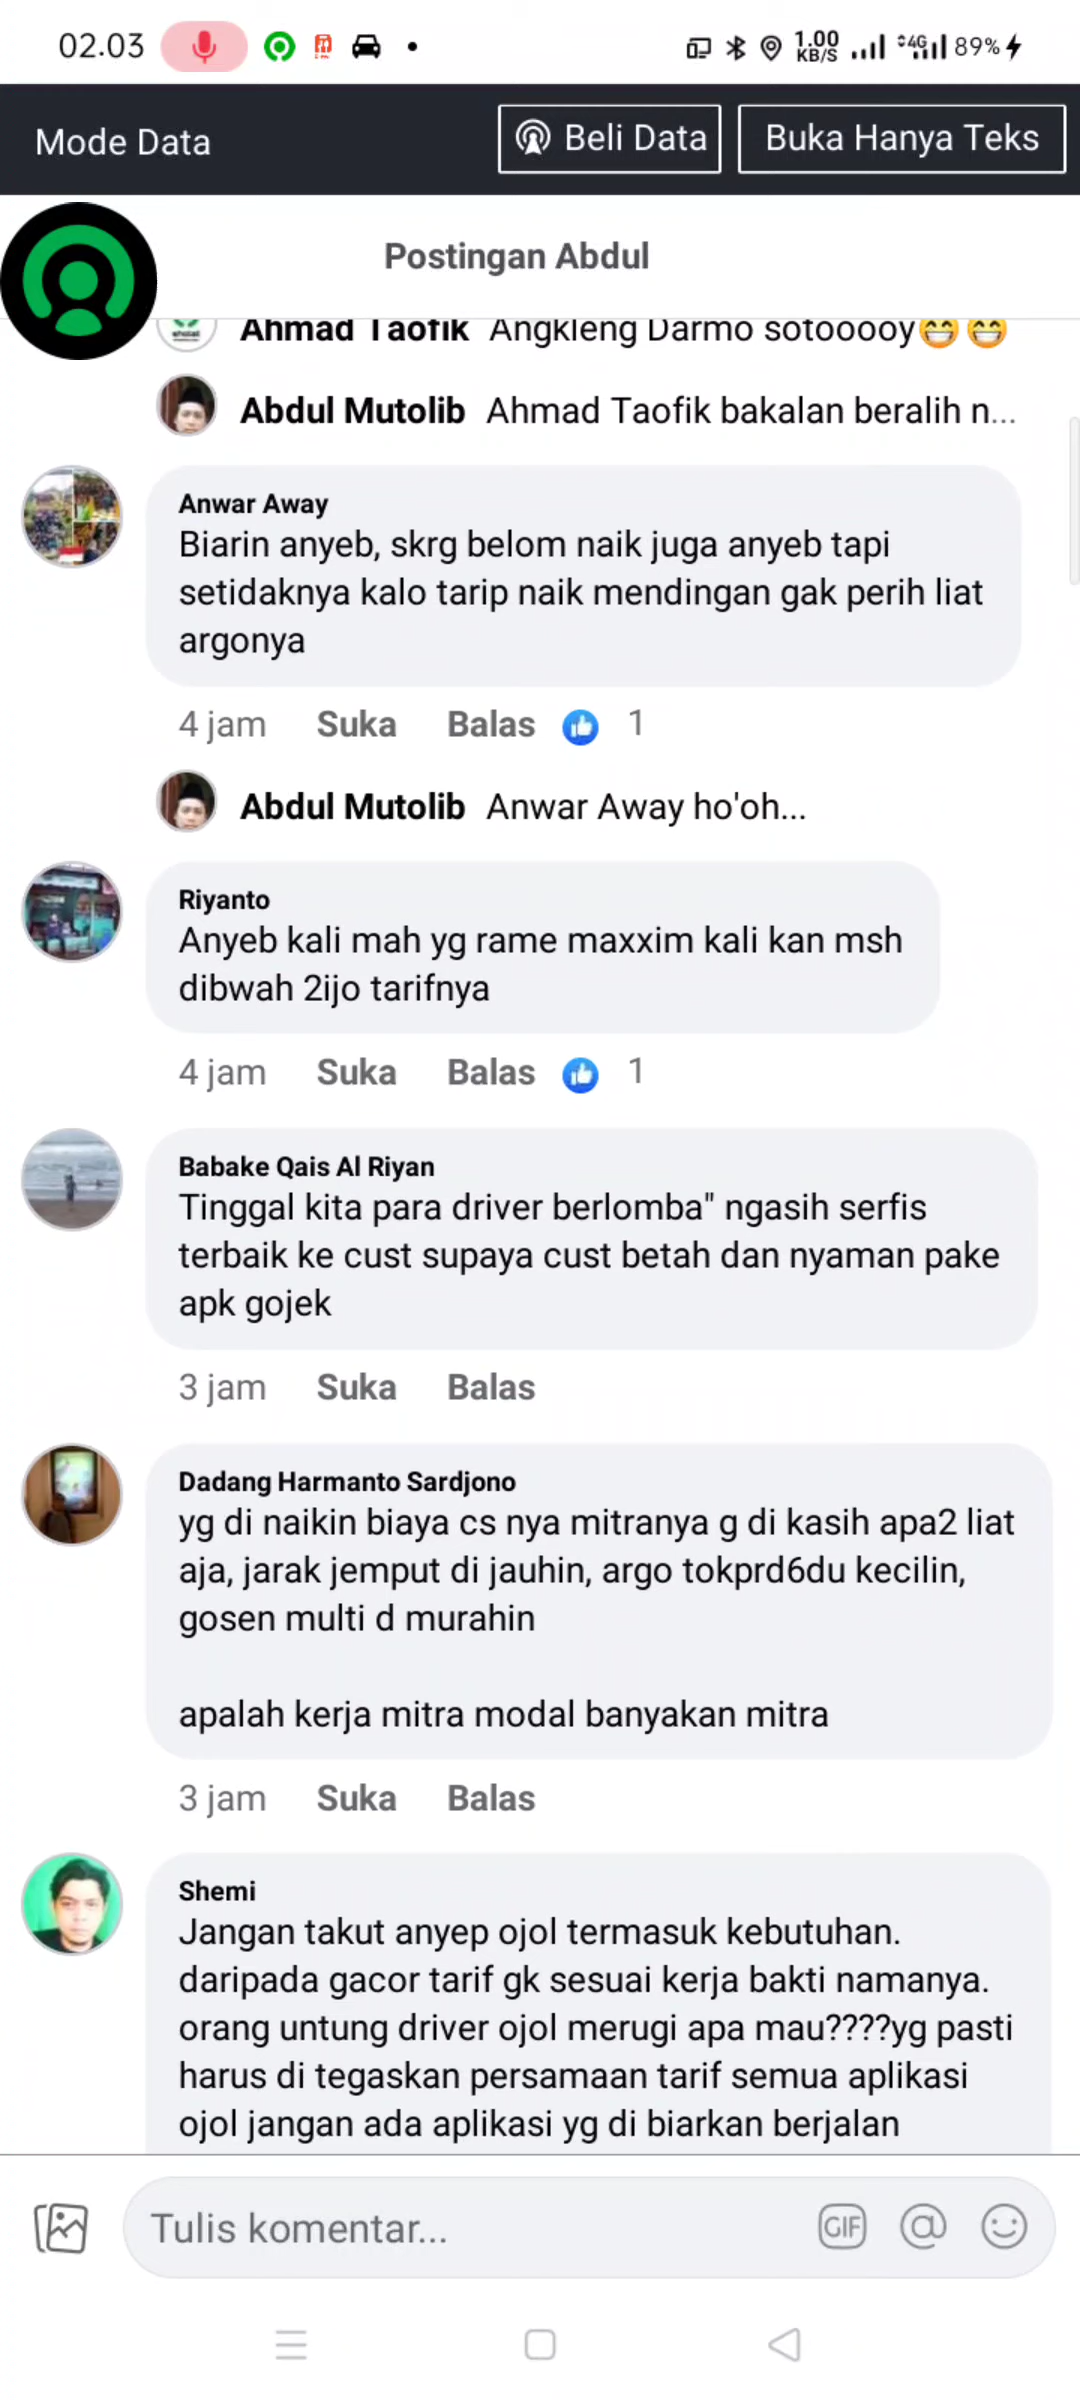 02.03
1.00 KB/S
4G
89%
Mode Data
Beli Data
Buka Hanya Teks
Postingan Abdul
Ahmad Taofik Angkleng Darmo sotooooy😁😁
Abdul Mutolib Ahmad Taofik bakalan beralih n...
Anwar Away
Biarin anyeb, skrg belom naik juga anyeb tapi
setidaknya kalo tarip naik mendingan gak perih liat
argonya
4 jam Suka Balas 1
Abdul Mutolib Anwar Away ho'oh...
Riyanto
Anyeb kali mah yg rame maxxim kali kan msh
dibwah 2ijo tarifnya
4 jam Suka Balas 1
Babake Qais Al Riyan
Tinggal kita para driver berlomba" ngasih serfis
terbaik ke cust supaya cust betah dan nyaman pake
apk gojek
3 jam Suka Balas
Dadang Harmanto Sardjono
yg di naikin biaya cs nya mitranya g di kasih apa2 liat
aja, jarak jemput di jauhin, argo tokprd6du kecilin,
gosen multi d murahin
apalah kerja mitra modal banyakan mitra
3 jam Suka Balas
Shemi
Jangan takut anyep ojol termasuk kebutuhan.
daripada gacor tarif gk sesuai kerja bakti namanya.
orang untung driver ojol merugi apa mau????yg pasti
harus di tegaskan persamaan tarif semua aplikasi
ojol jangan ada aplikasi yg di biarkan berjalan
Tulis komentar...
GIF